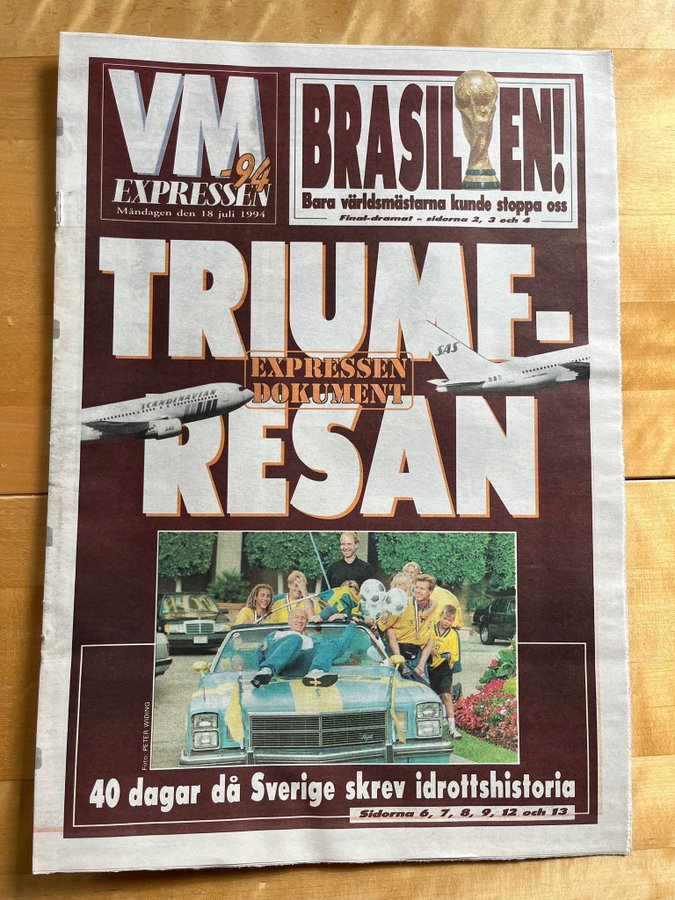 VM
-94
EXPRESSEN
Måndagen den 18 juli 1994
BRASILIEN!
Bara världsmästarna kunde stoppa oss
Final-dramat – sidorna 2, 3 och 4
TRIUMF-
EXPRESSEN
DOKUMENT
SAS
SCANDINAVIAN
RESAN
Foto: PETER WIDING
40 dagar då Sverige skrev idrottshistoria
Sidorna 6, 7, 8, 9, 12 och 13